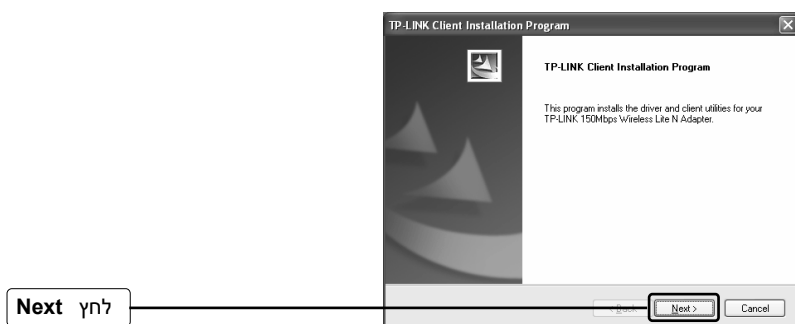 TP-LINK Client Installation Program
TP-LINK Client Installation Program
This program installs the driver and client utilities for your
TP-LINK 150Mbps Wireless Lite N Adapter.
לחץ Next
< Back
Next >
Cancel